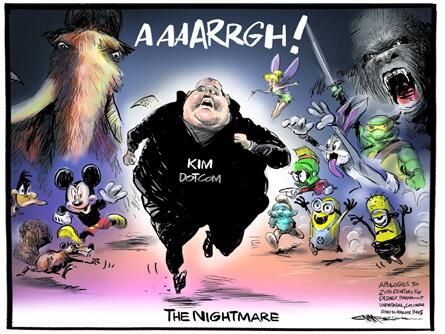 AAAARRGH!
KIM
DOTCOM
THE NIGHTMARE
APOLOGIES TO
20th CENTURY FOX
DISNEY, PARAMOUNT
UNIVERSAL, COLUMBIA
AND WARNER BROS